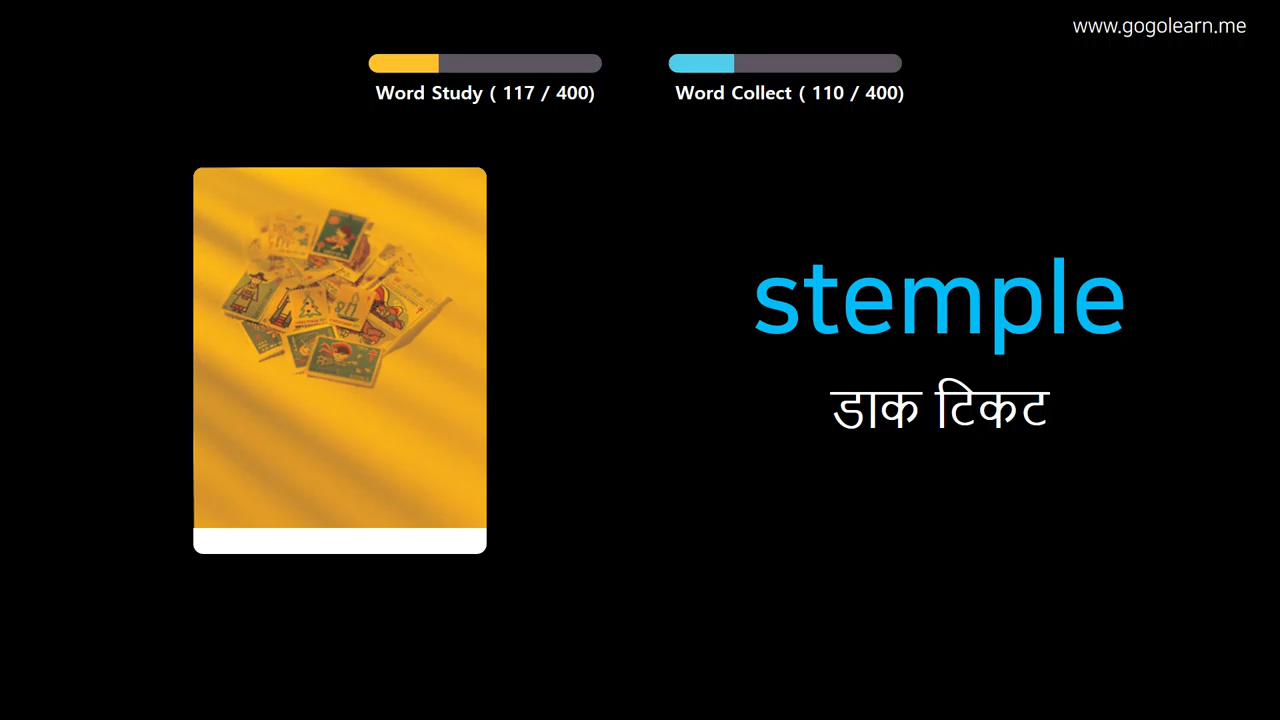 www.gogolearn.me
Word Study ( 117 / 400)
Word Collect ( 110 / 400)
stemple
डाक टिकट